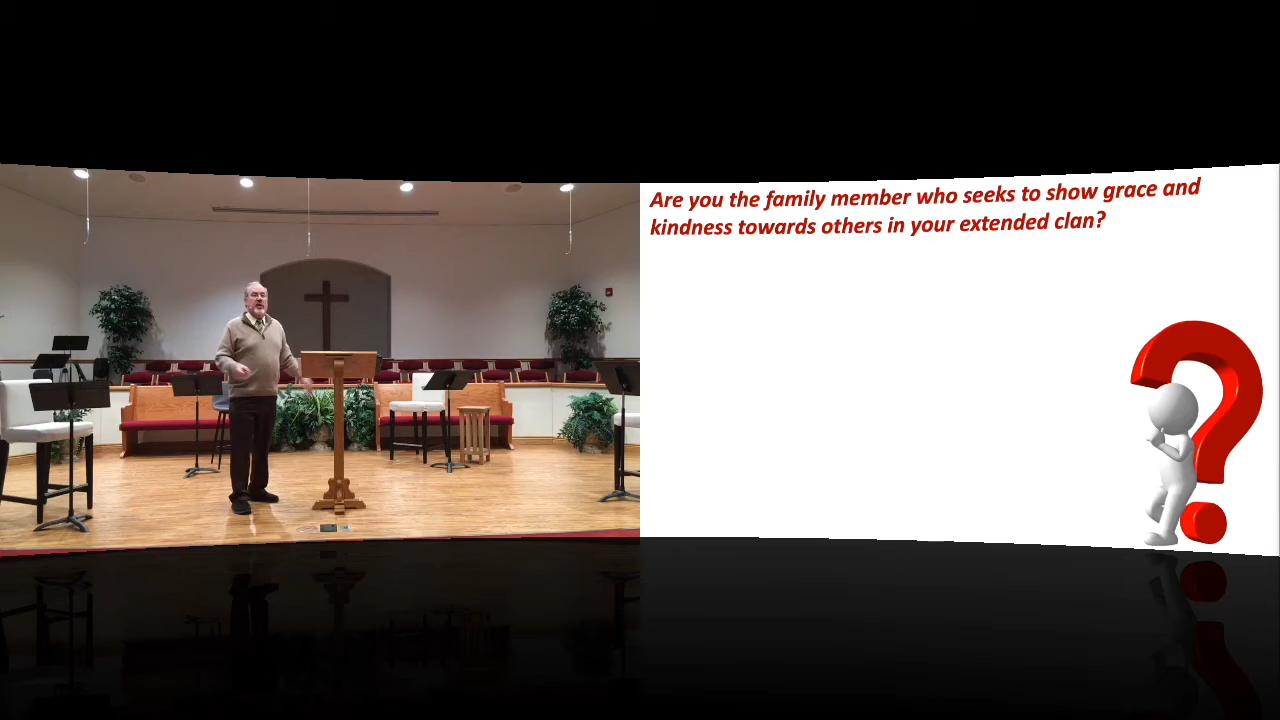 Are you the family member who seeks to show grace and
kindness towards others in your extended clan?